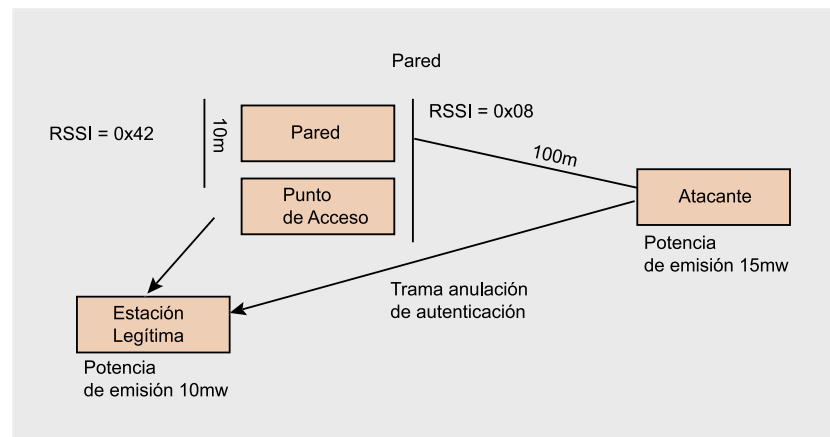 Pared
RSSI = 0x42
10m
Pared
RSSI = 0x08
100m
Punto
de Acceso
Atacante
Potencia
de emisión 15mw
Trama anulación
de autenticación
Estación
Legítima
Potencia
de emisión 10mw